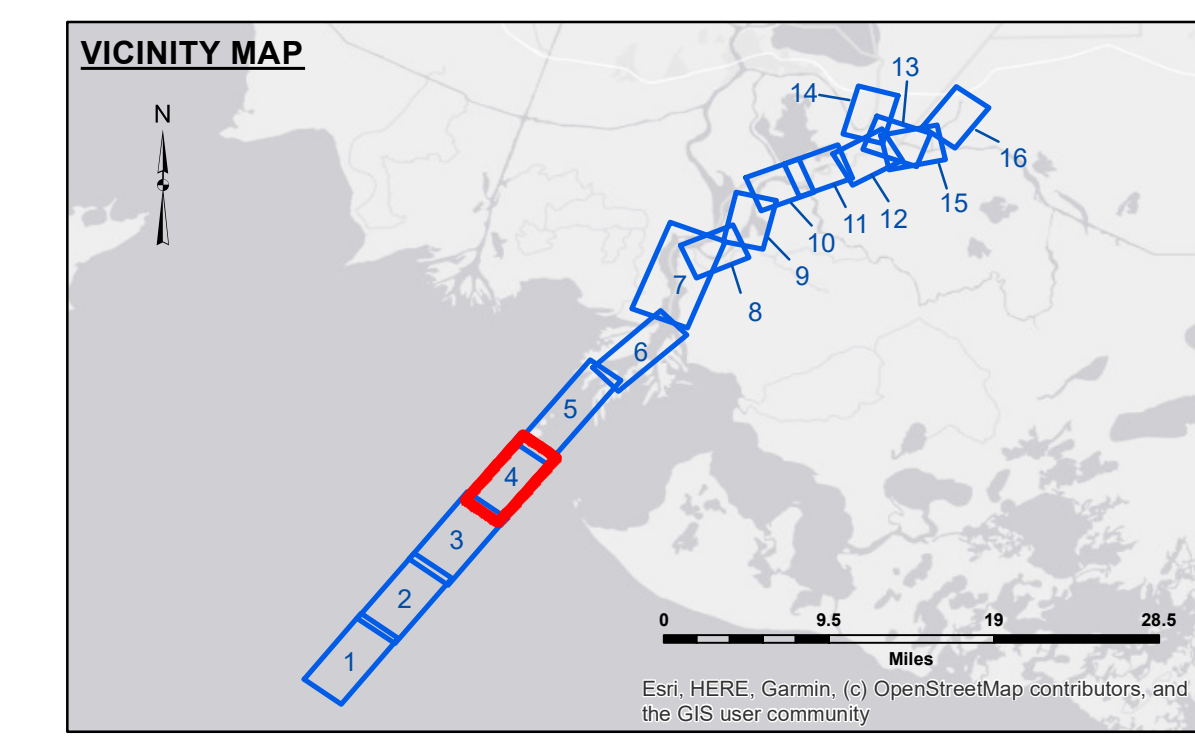 VICINITY MAP
N
13
14
16
15
12
11
10
9
7
8
6
5
4
3
2
1
0 9.5 19 28.5
Miles
Esri, HERE, Garmin, (c) OpenStreetMap contributors, and
the GIS user community